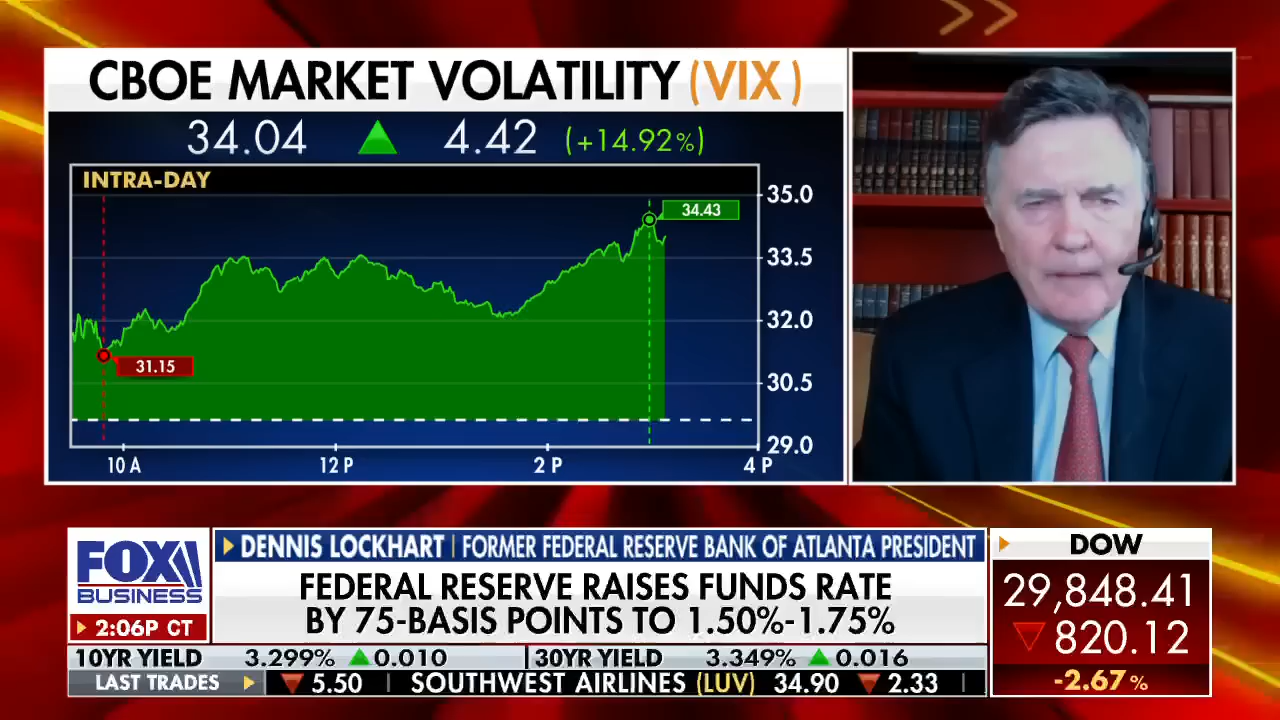 CBOE MARKET VOLATILITY (VIX)
34.04 ▲ 4.42 (+14.92%)
INTRA-DAY
35.0
34.43
33.5
32.0
31.15
30.5
29.0
10 A 12 P 2 P 4 P
FOX BUSINESS
2:06P CT
DENNIS LOCKHART | FORMER FEDERAL RESERVE BANK OF ATLANTA PRESIDENT
FEDERAL RESERVE RAISES FUNDS RATE
BY 75-BASIS POINTS TO 1.50%-1.75%
DOW
29,848.41
▼ 820.12
-2.67%
10YR YIELD 3.299% ▲ 0.010 | 30YR YIELD 3.349% ▲ 0.016
LAST TRADES ▼ 5.50 | SOUTHWEST AIRLINES (LUV) 34.90 ▼ 2.33 |